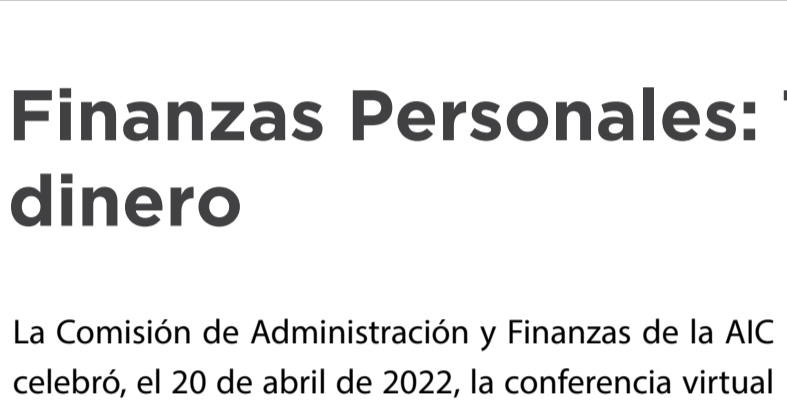 Finanzas Personales:
dinero
La Comisión de Administración y Finanzas de la AIC
celebró, el 20 de abril de 2022, la conferencia virtual